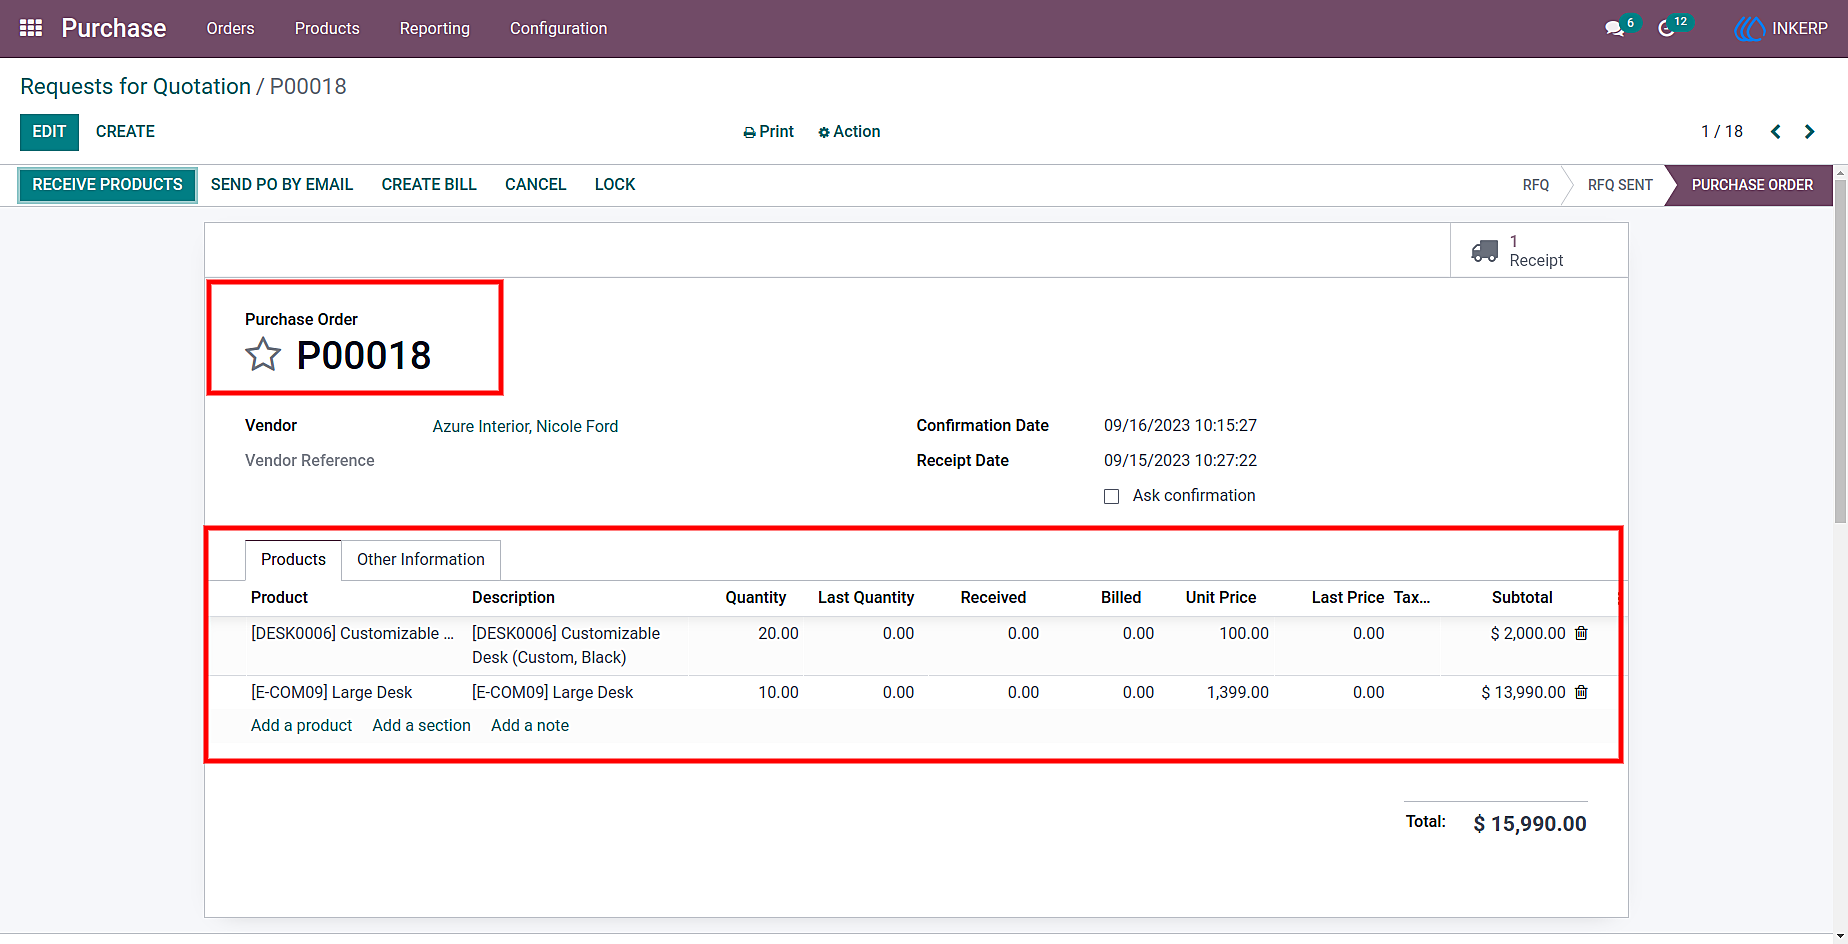 Purchase Orders Products Reporting Configuration 6 12 INKERP
Requests for Quotation / P00018
EDIT CREATE Print Action 1 / 18
RECEIVE PRODUCTS SEND PO BY EMAIL CREATE BILL CANCEL LOCK RFQ RFQ SENT PURCHASE ORDER
1
Receipt
Purchase Order
P00018
Vendor Azure Interior, Nicole Ford Confirmation Date 09/16/2023 10:15:27
Vendor Reference Receipt Date 09/15/2023 10:27:22
Ask confirmation
Products Other Information
Product Description Quantity Last Quantity Received Billed Unit Price Last Price Tax... Subtotal
[DESK0006] Customizable ... [DESK0006] Customizable 20.00 0.00 0.00 0.00 100.00 0.00 $ 2,000.00
Desk (Custom, Black)
[E-COM09] Large Desk [E-COM09] Large Desk 10.00 0.00 0.00 0.00 1,399.00 0.00 $ 13,990.00
Add a product Add a section Add a note
Total: $ 15,990.00